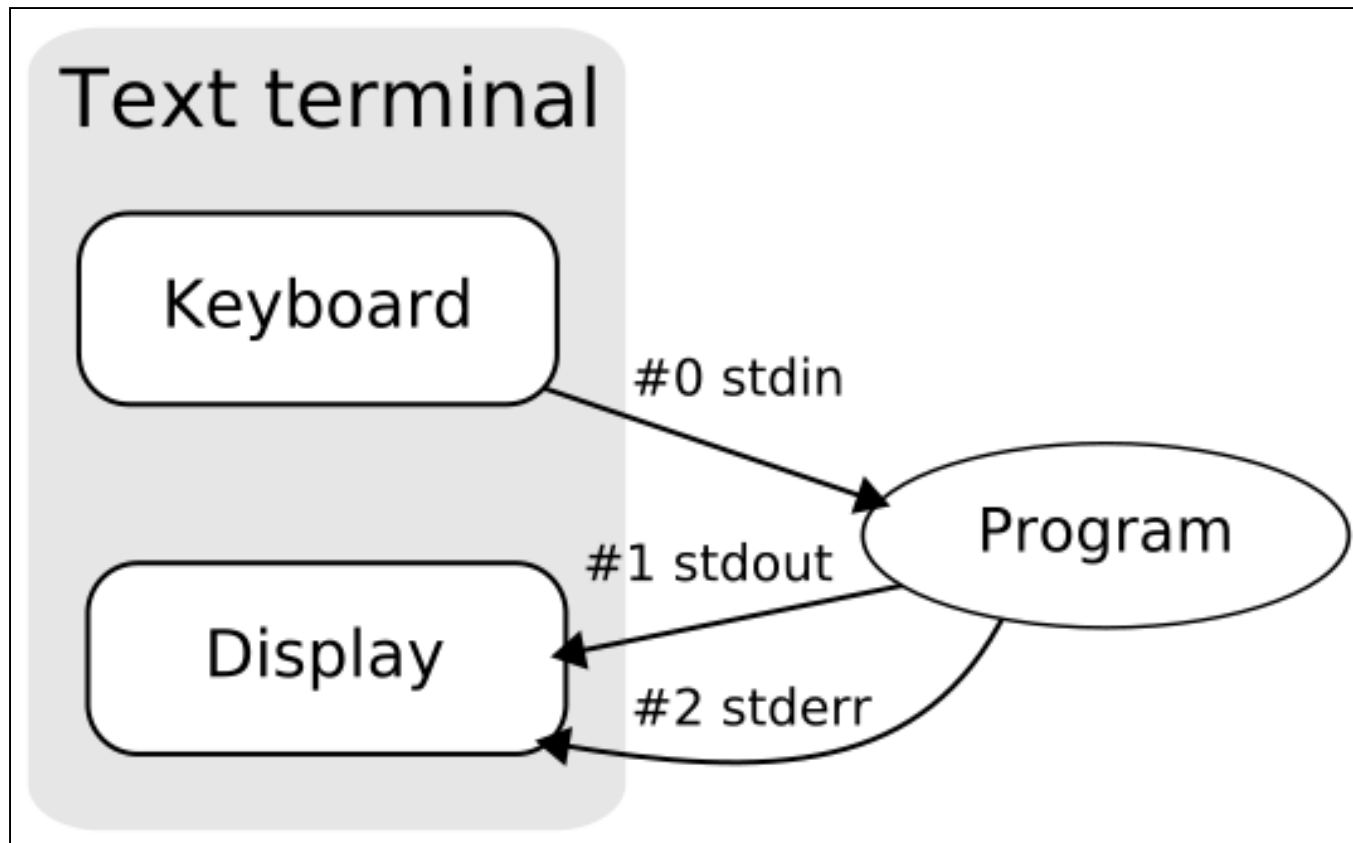 Text terminal
Keyboard
#0 stdin
Program
#1 stdout
Display
#2 stderr